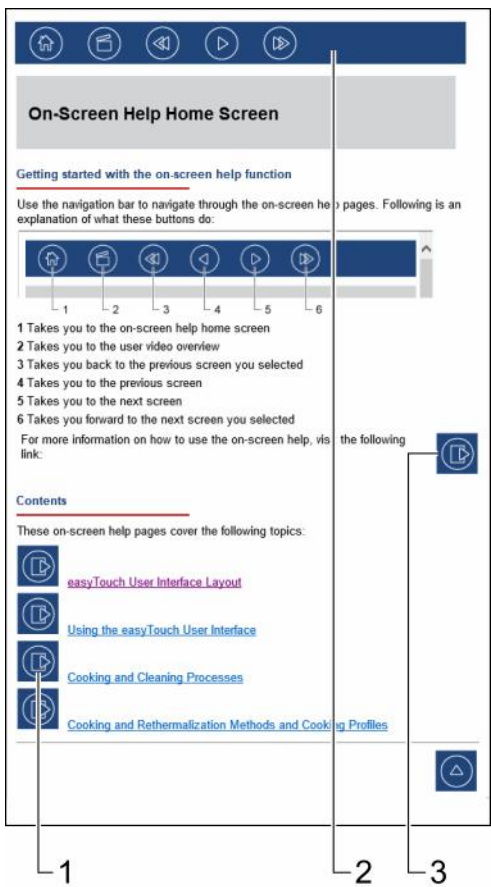 On-Screen Help Home Screen
Getting started with the on-screen help function
Use the navigation bar to navigate through the on-screen help pages. Following is an
explanation of what these buttons do:
1 2 3 4 5 6
1 Takes you to the on-screen help home screen
2 Takes you to the user video overview
3 Takes you back to the previous screen you selected
4 Takes you to the previous screen
5 Takes you to the next screen
6 Takes you forward to the next screen you selected
For more information on how to use the on-screen help, visit the following
link:
Contents
These on-screen help pages cover the following topics:
easyTouch User Interface Layout
Using the easyTouch User Interface
Cooking and Cleaning Processes
Cooking and Rethermalization Methods and Cooking Profiles
1 2 3